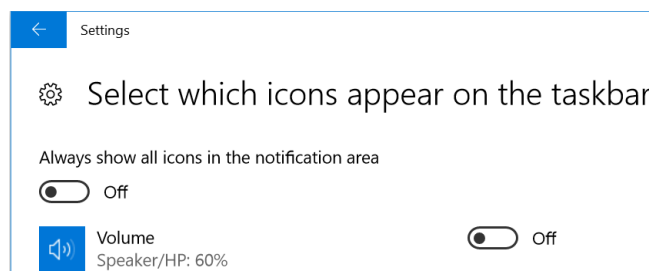 Settings
Select which icons appear on the taskbar
Always show all icons in the notification area
Off
Volume Off
Speaker/HP: 60%